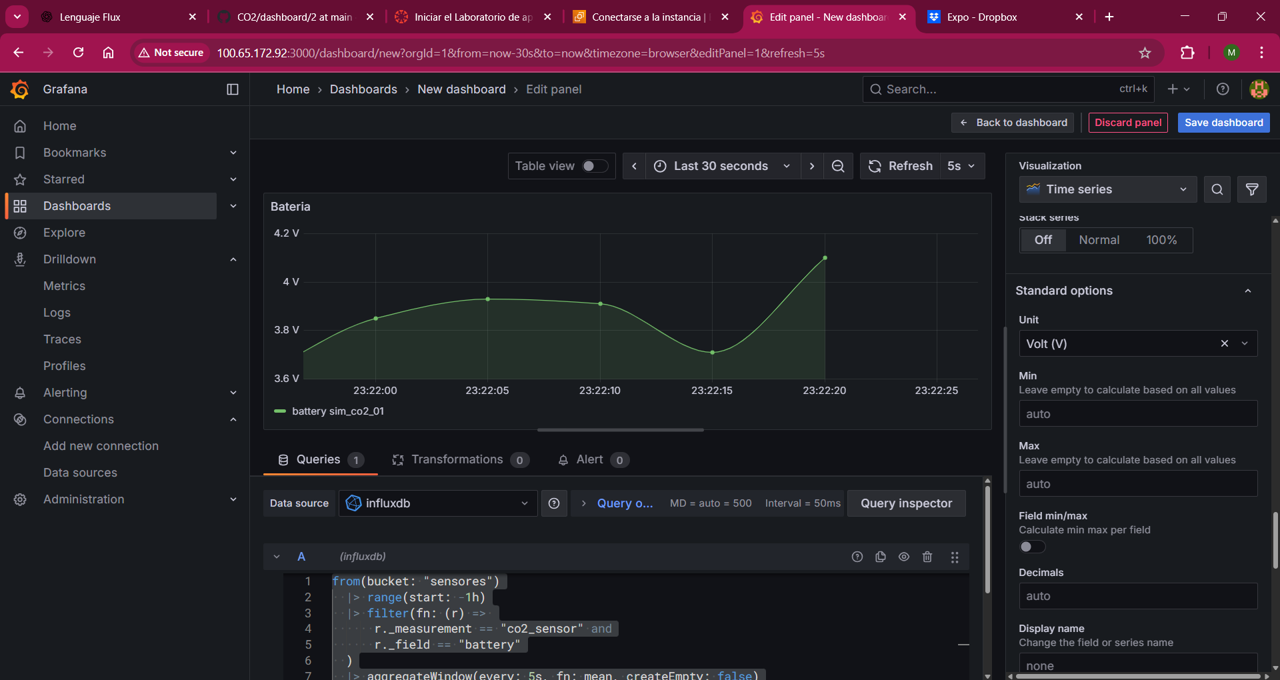 Lenguaje Flux
CO2/dashboard/2 at main
Iniciar el Laboratorio de ap
Conectarse a la instancia |
Edit panel - New dashboar
Expo - Dropbox
Not secure
100.65.172.92:3000/dashboard/new?orgId=1&from=now-30s&to=now&timezone=browser&editPanel=1&refresh=5s
M
Grafana
Home › Dashboards › New dashboard › Edit panel
Search... ctrl+k
Home
Bookmarks
Starred
Dashboards
Explore
Drilldown
Metrics
Logs
Traces
Profiles
Alerting
Connections
Add new connection
Data sources
Administration
← Back to dashboard
Discard panel
Save dashboard
Table view
Last 30 seconds
Refresh 5s
Bateria
4.2 V
4 V
3.8 V
3.6 V
23:22:00 23:22:05 23:22:10 23:22:15 23:22:20 23:22:25
battery sim_co2_01
Queries 1 Transformations 0 Alert 0
Data source influxdb Query o... MD = auto = 500 Interval = 50ms Query inspector
A (influxdb)
1 from(bucket: "sensores")
2 |> range(start: -1h)
3 |> filter(fn: (r) =>
4 r._measurement == "co2_sensor" and
5 r._field == "battery"
6 )
7 |> aggregateWindow(every: 5s, fn: mean, createEmpty: false)
Visualization
Time series
Stack series
Off Normal 100%
Standard options
Unit
Volt (V)
Min
Leave empty to calculate based on all values
auto
Max
Leave empty to calculate based on all values
auto
Field min/max
Calculate min max per field
Decimals
auto
Display name
Change the field or series name
none